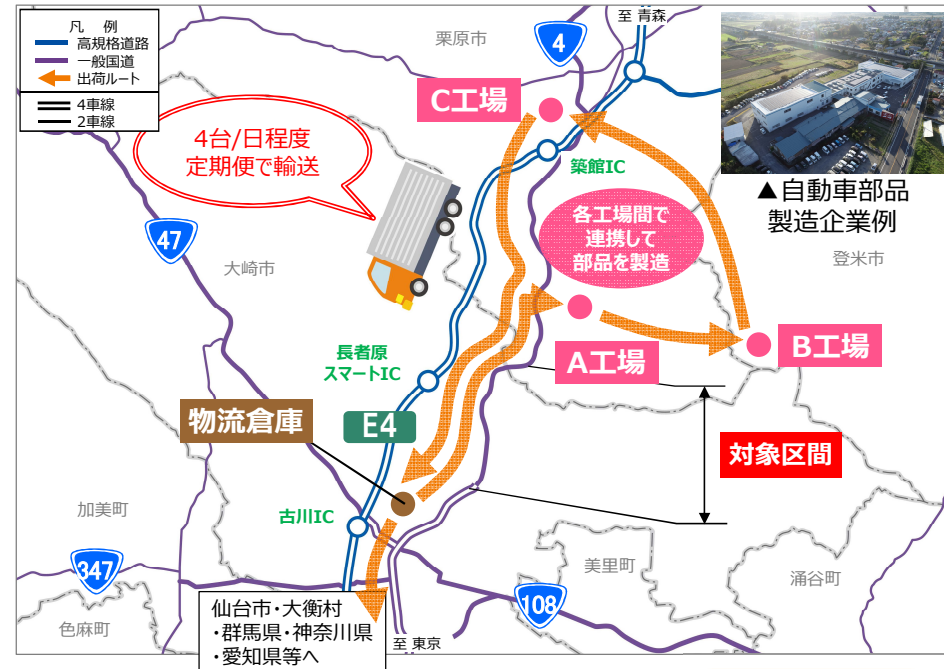 凡　例
高規格道路
一般国道
出荷ルート
4車線
2車線
至 青森
栗原市
4
C工場
4台/日程度
定期便で輸送
築館IC
▲自動車部品
製造企業例
各工場間で
連携して
部品を製造
登米市
47
大崎市
A工場
B工場
長者原
スマートIC
物流倉庫
E4
対象区間
加美町
古川IC
347
美里町
涌谷町
108
色麻町
仙台市・大衡村
・群馬県・神奈川県
・愛知県等へ
至 東京